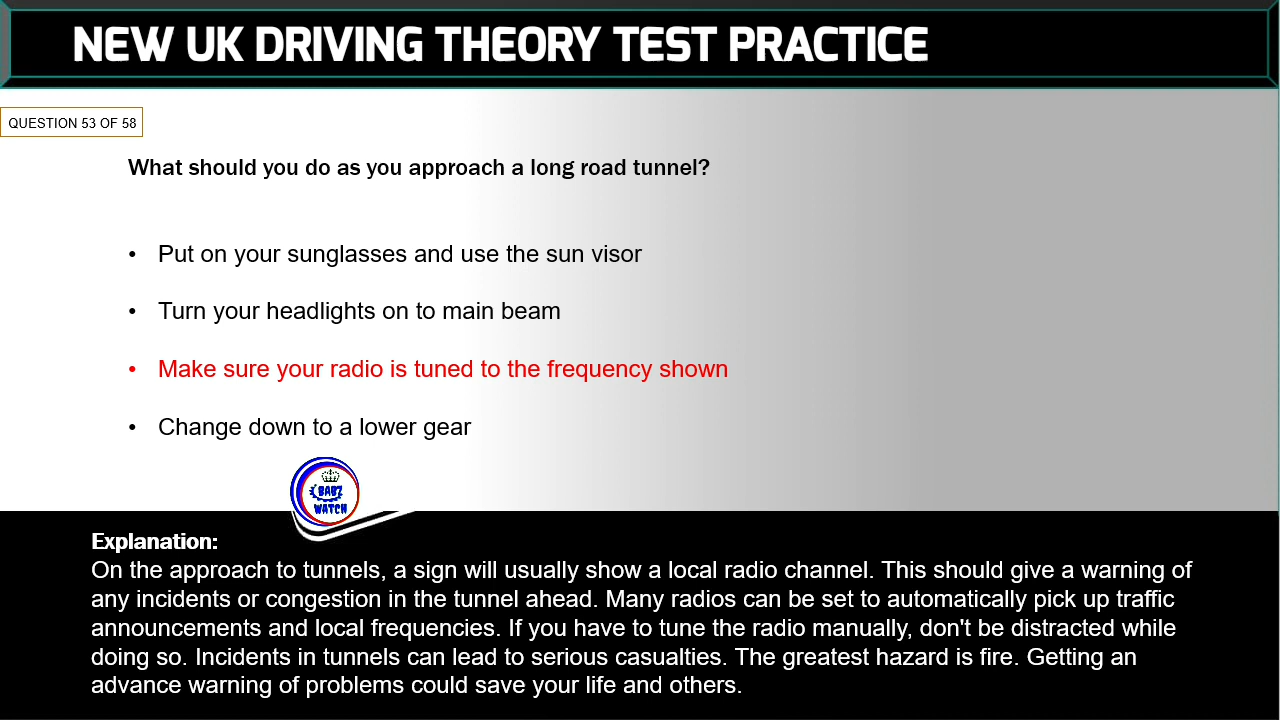 NEW UK DRIVING THEORY TEST PRACTICE
QUESTION 53 OF 58
What should you do as you approach a long road tunnel?
• Put on your sunglasses and use the sun visor
• Turn your headlights on to main beam
• Make sure your radio is tuned to the frequency shown
• Change down to a lower gear
BABZ
WATCH
Explanation:
On the approach to tunnels, a sign will usually show a local radio channel. This should give a warning of
any incidents or congestion in the tunnel ahead. Many radios can be set to automatically pick up traffic
announcements and local frequencies. If you have to tune the radio manually, don't be distracted while
doing so. Incidents in tunnels can lead to serious casualties. The greatest hazard is fire. Getting an
advance warning of problems could save your life and others.